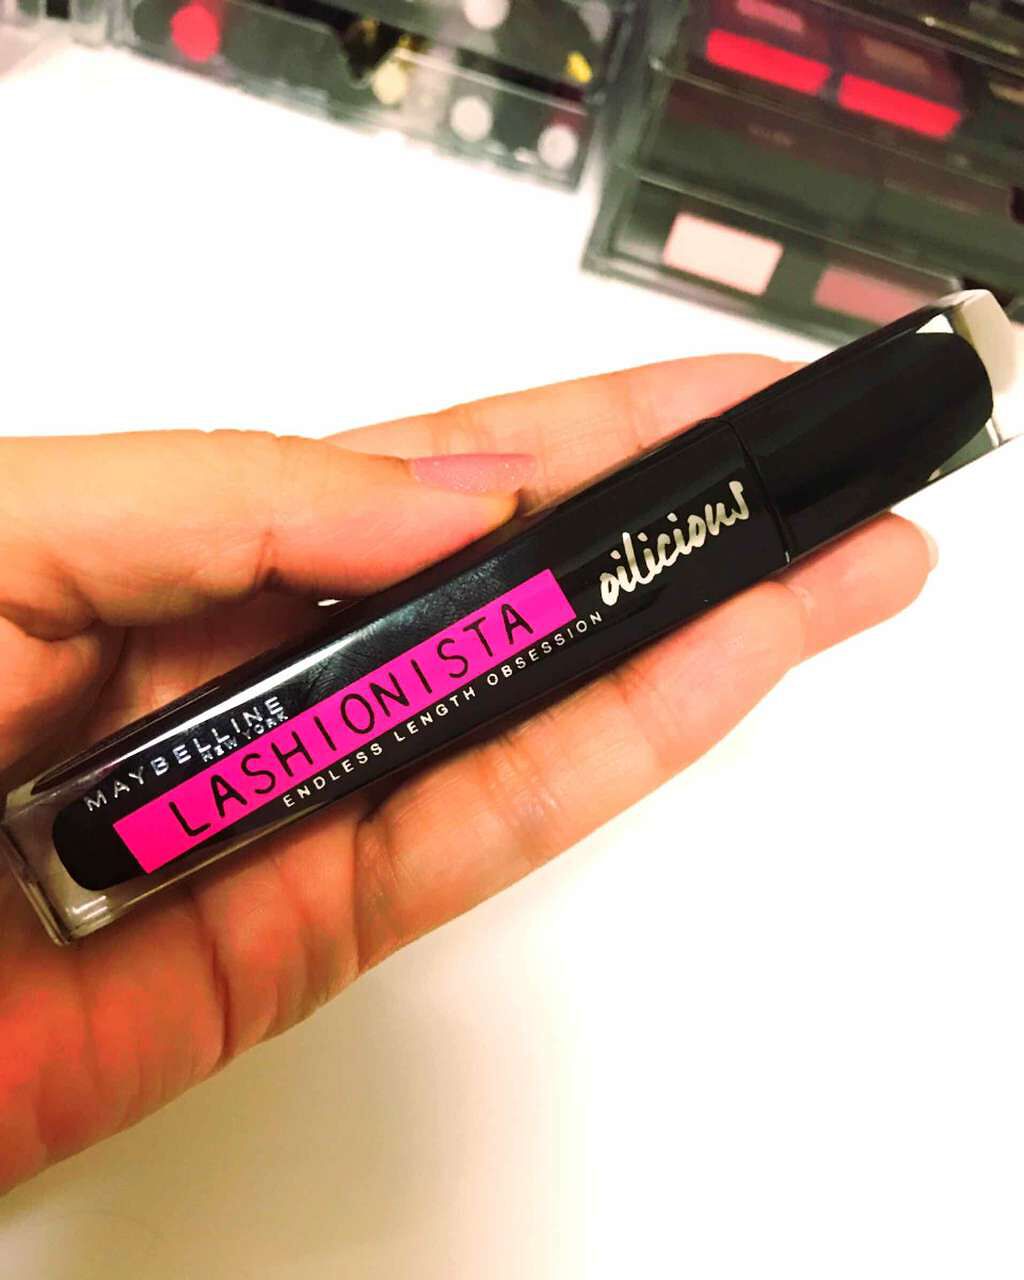 MAYBELLINE
NEW YORK
LASHIONISTA
ENDLESS LENGTH OBSESSION
oilicious